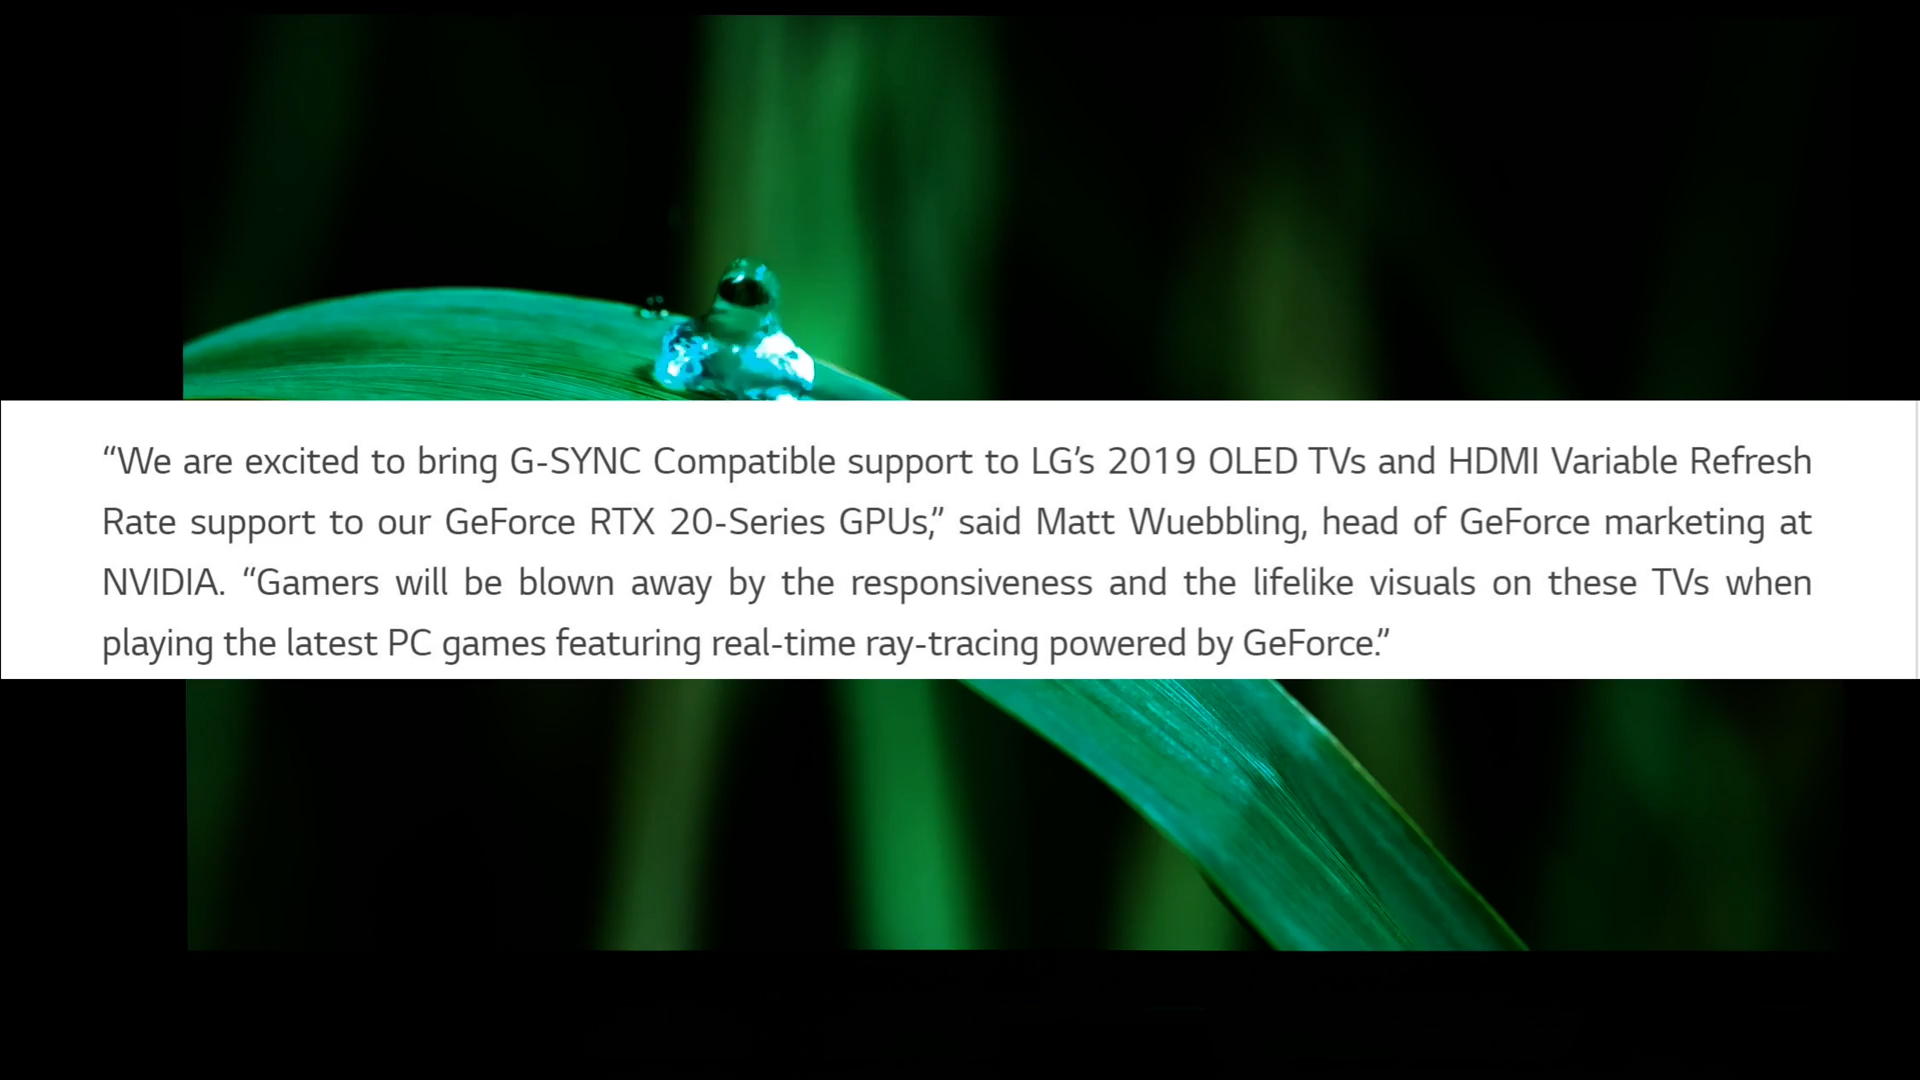 “We are excited to bring G-SYNC Compatible support to LG’s 2019 OLED TVs and HDMI Variable Refresh
Rate support to our GeForce RTX 20-Series GPUs,” said Matt Wuebbling, head of GeForce marketing at
NVIDIA. “Gamers will be blown away by the responsiveness and the lifelike visuals on these TVs when
playing the latest PC games featuring real-time ray-tracing powered by GeForce.”